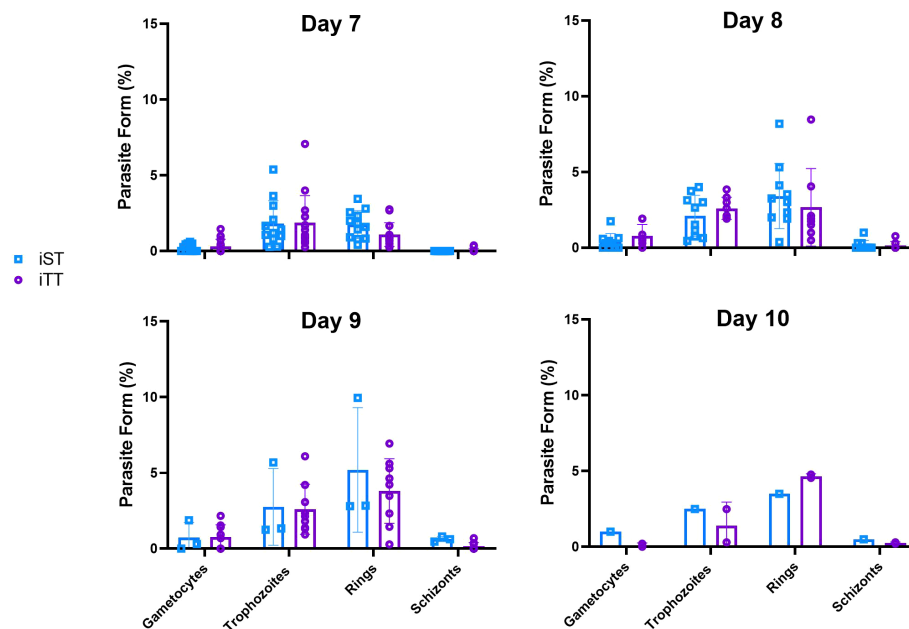 Day 7
Parasite Form (%)
15
10
5
0
Day 8
Parasite Form (%)
15
10
5
0
iST
iTT
Day 9
Parasite Form (%)
15
10
5
0
Gametocytes
Trophozoites
Rings
Schizonts
Day 10
Parasite Form (%)
15
10
5
0
Gametocytes
Trophozoites
Rings
Schizonts